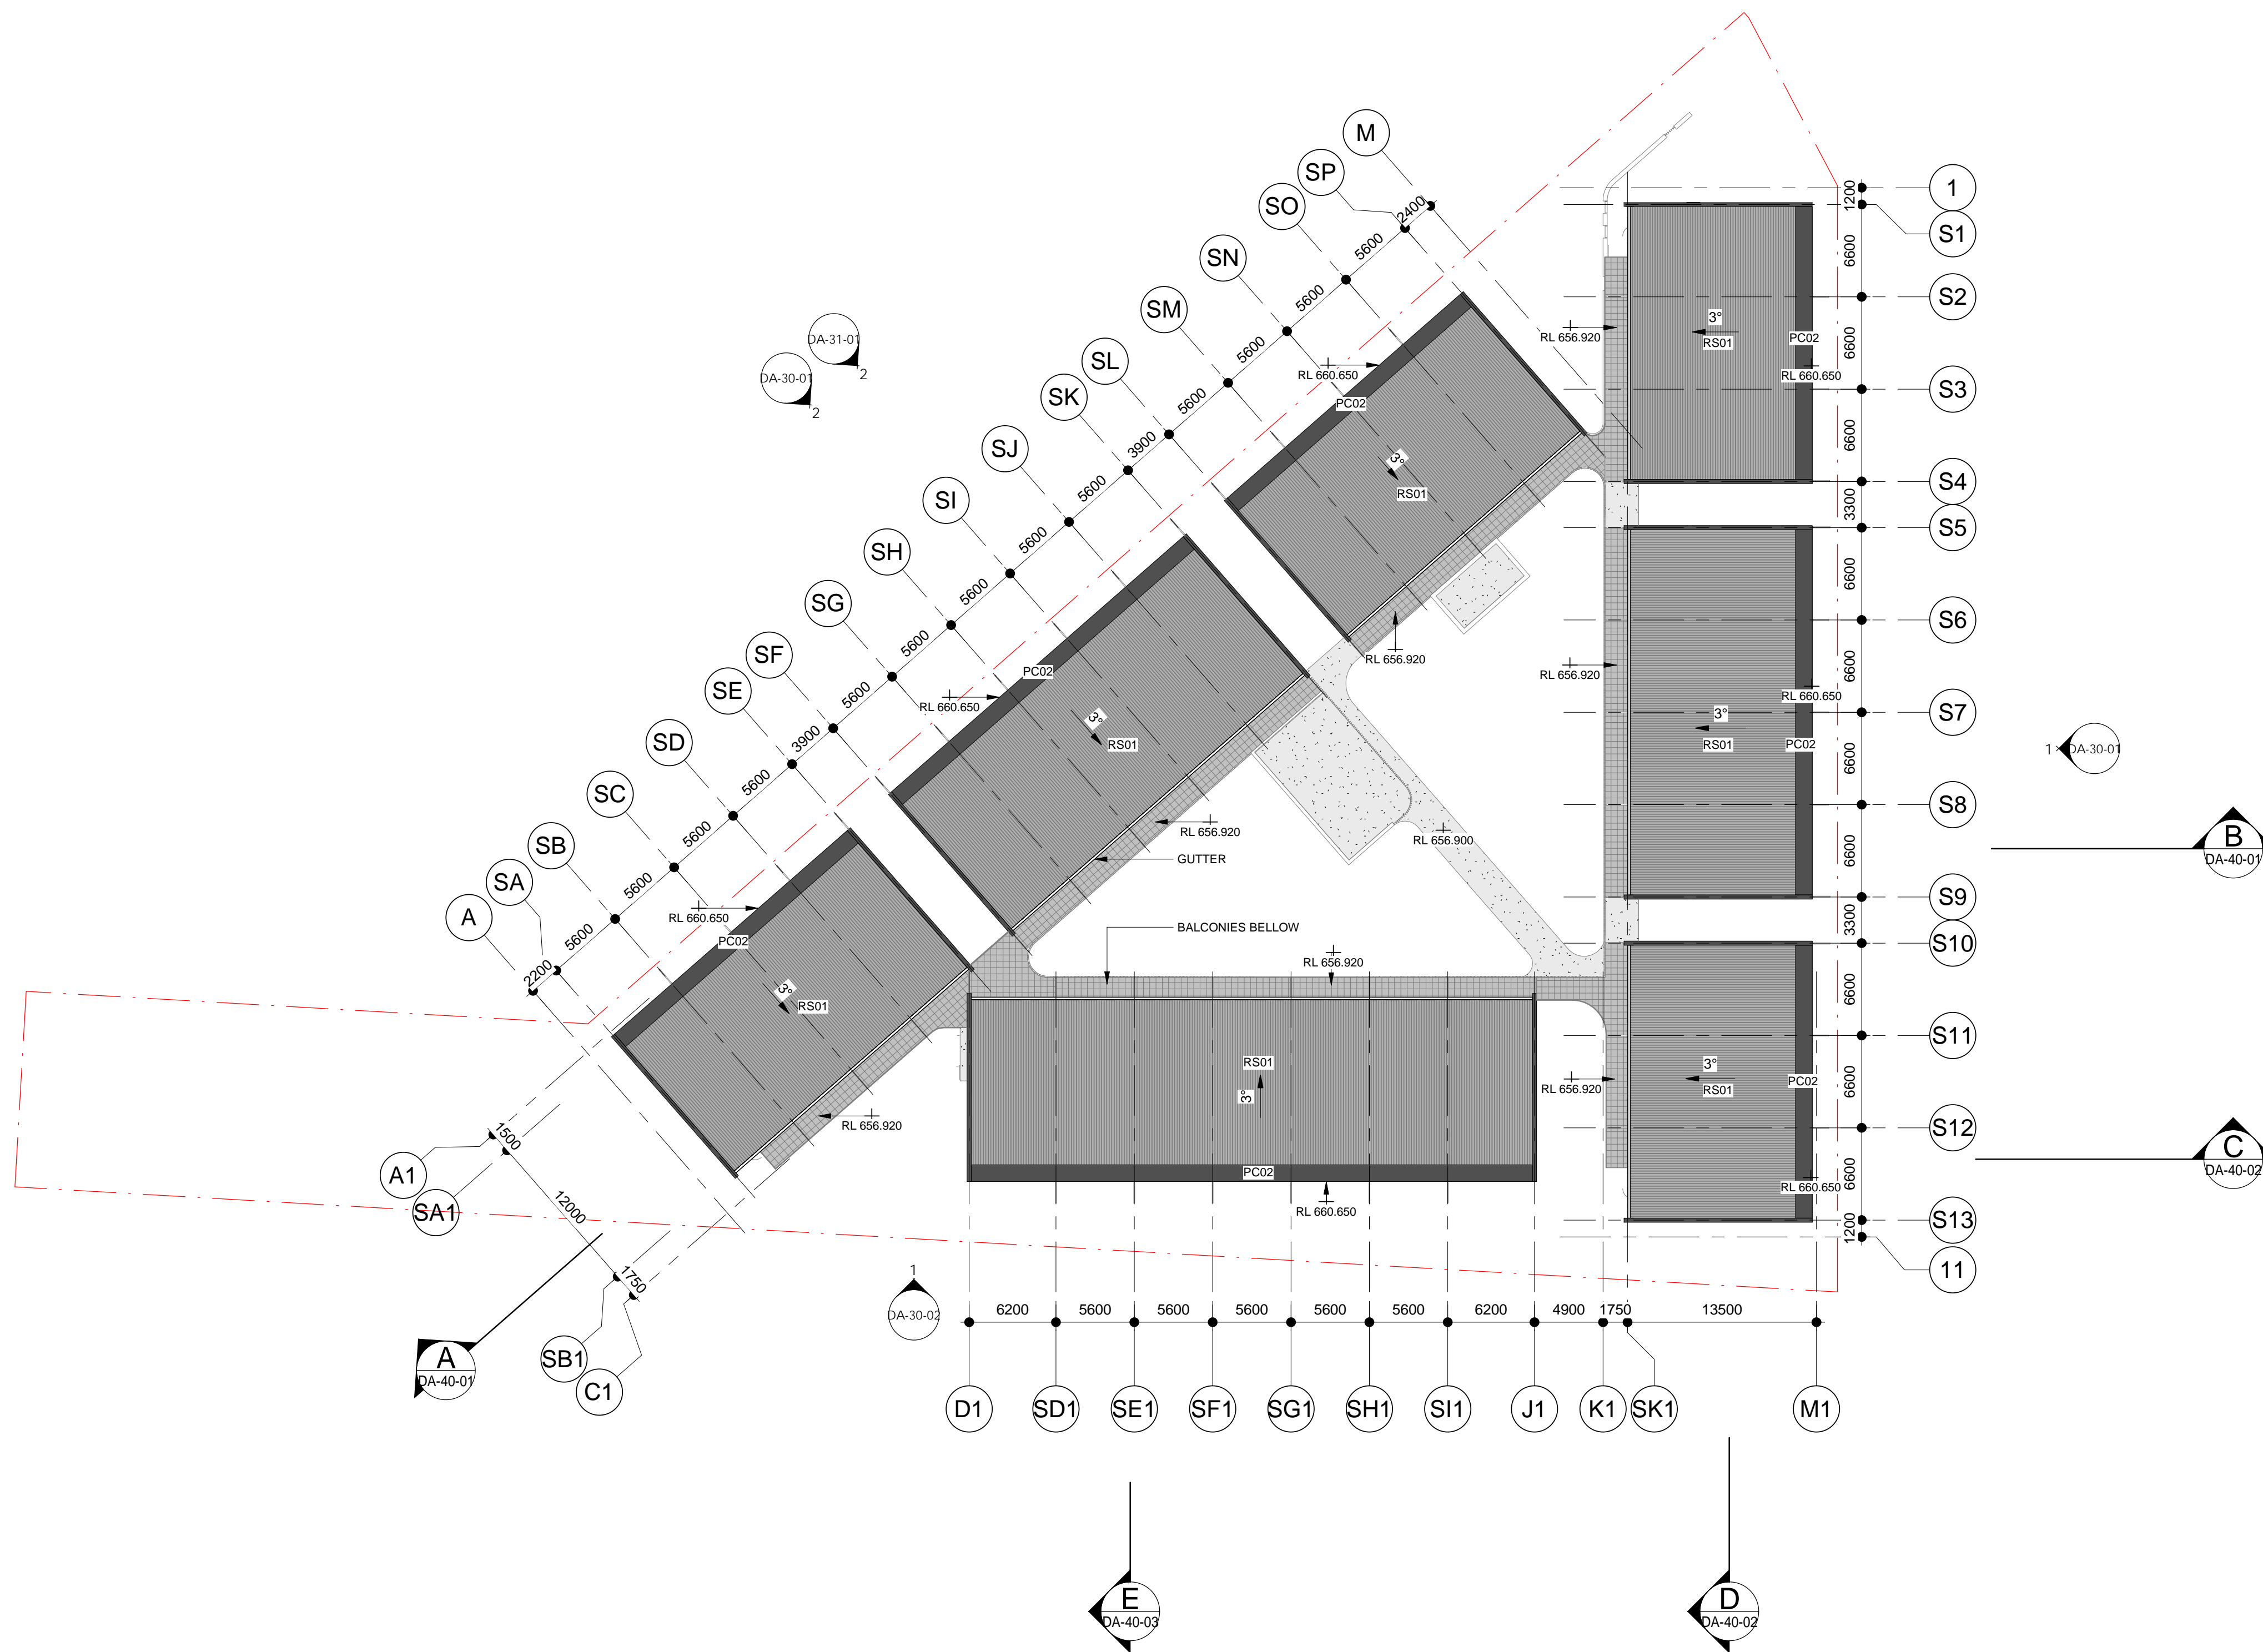 M
SP
SO
SN
SM
SL
SK
SJ
SI
SH
SG
SF
SE
SD
SC
SB
SA
A
2400
5600
5600
5600
5600
3900
5600
5600
5600
5600
5600
3900
5600
5600
5600
5600
2200
1
S1
S2
S3
S4
S5
S6
S7
S8
S9
S10
S11
S12
S13
11
1200
6600
6600
6600
3300
6600
6600
6600
6600
3300
6600
6600
6600
1200
DA-31-01
2
DA-30-01
2
RL 660.650
PC02
3°
RS01
RL 656.920
RL 660.650
PC02
3°
RS01
RL 656.920
RL 660.650
PC02
3°
RS01
RL 656.920
RL 656.920
3°
RS01
PC02
RL 660.650
RL 656.920
3°
RS01
PC02
RL 660.650
RL 656.920
3°
RS01
PC02
RL 660.650
RL 656.900
GUTTER
BALCONIES BELLOW
RL 656.920
RS01
3°
PC02
RL 660.650
1
DA-30-01
B
DA-40-01
C
DA-40-02
A1
SA1
SB1
C1
1500
12000
1750
A
DA-40-01
1
DA-30-02
6200
5600
5600
5600
5600
5600
6200
4900
1750
13500
D1
SD1
SE1
SF1
SG1
SH1
SI1
J1
K1
SK1
M1
E
DA-40-03
D
DA-40-02